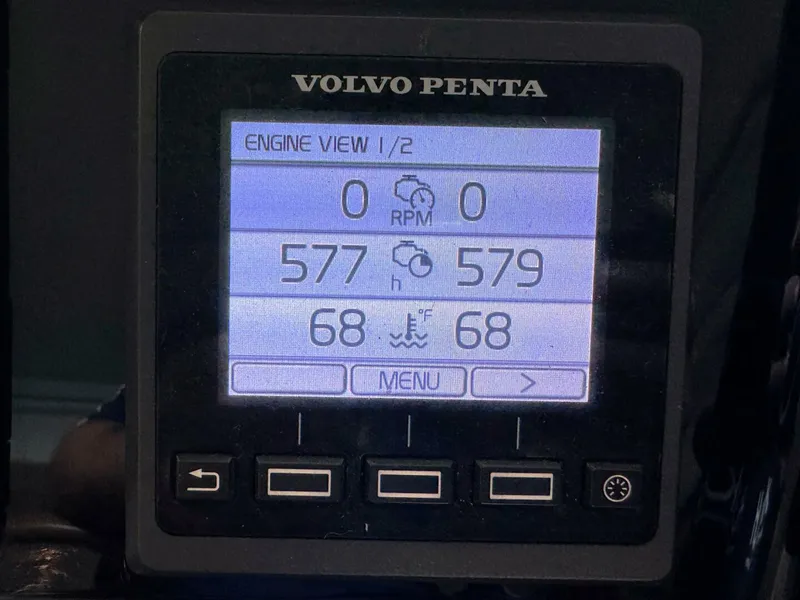 VOLVO PENTA
ENGINE VIEW 1/2
0 RPM 0
577 h 579
68 °F 68
MENU >